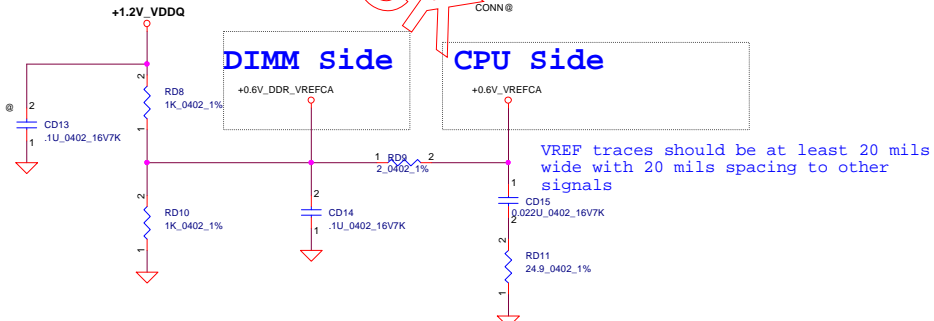 CONN@
+1.2V_VDDQ
DIMM Side
CPU Side
+0.6V_DDR_VREFCA
+0.6V_VREFCA
2
RD8
1K_0402_1%
1
@
2
CD13
.1U_0402_16V7K
1
1 RD9 2
2_0402_1%
VREF traces should be at least 20 mils
wide with 20 mils spacing to other
signals
2
RD10
1K_0402_1%
1
2
CD14
.1U_0402_16V7K
1
1
CD15
0.022U_0402_16V7K
2
2
RD11
24.9_0402_1%
1